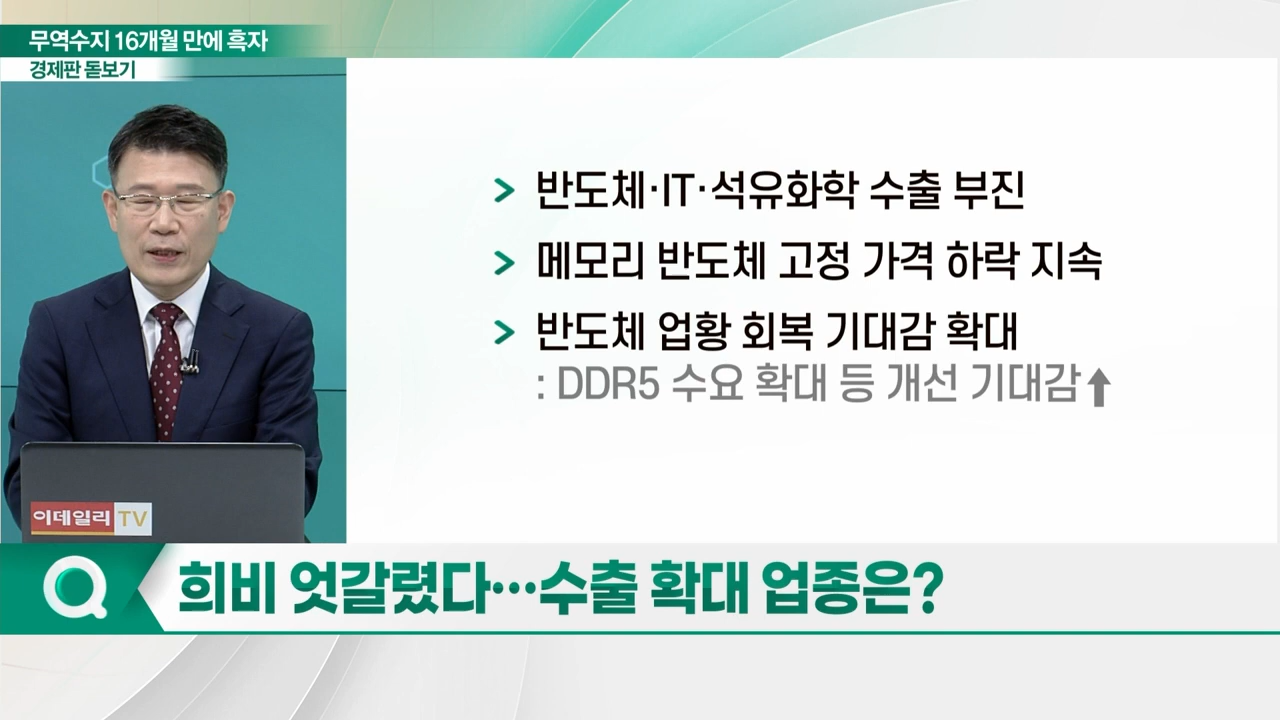 무역수지 16개월 만에 흑자
경제판 돋보기
> 반도체·IT·석유화학 수출 부진
> 메모리 반도체 고정 가격 하락 지속
> 반도체 업황 회복 기대감 확대
: DDR5 수요 확대 등 개선 기대감↑
이데일리 TV
Q 희비 엇갈렸다…수출 확대 업종은?